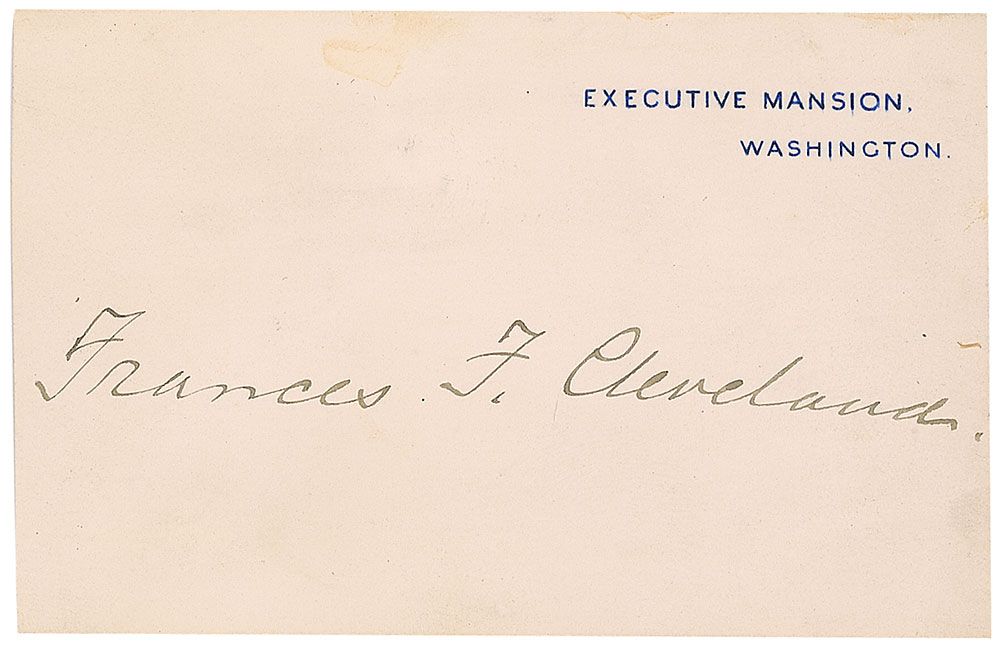 EXECUTIVE MANSION,
WASHINGTON.
Frances F. Cleveland.